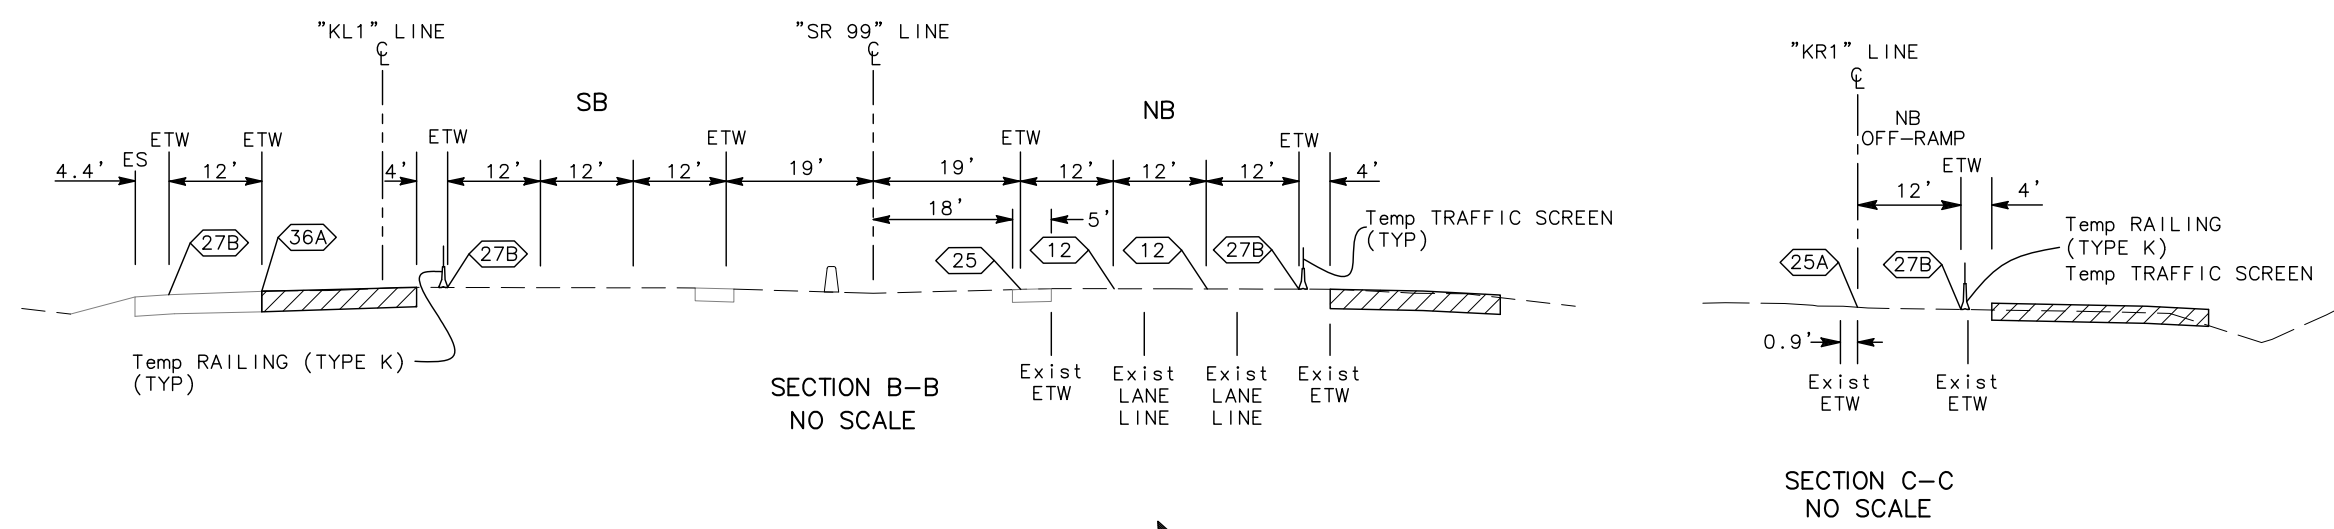 "KL1" LINE
℄
"SR 99" LINE
℄
SB
NB
ETW
ETW
ES
ETW
ETW
ETW
ETW
4.4'
12'
4'
12'
12'
12'
19'
19'
12'
12'
12'
4'
18'
5'
27B
36A
27B
25
12
12
27B
Temp TRAFFIC SCREEN
(TYP)
Temp RAILING (TYPE K)
(TYP)
Exist
ETW
Exist
LANE
LINE
Exist
LANE
LINE
Exist
ETW
SECTION B-B
NO SCALE
"KR1" LINE
℄
NB
OFF-RAMP
ETW
12'
4'
25A
27B
Temp RAILING
(TYPE K)
Temp TRAFFIC SCREEN
0.9'
Exist
ETW
Exist
ETW
SECTION C-C
NO SCALE